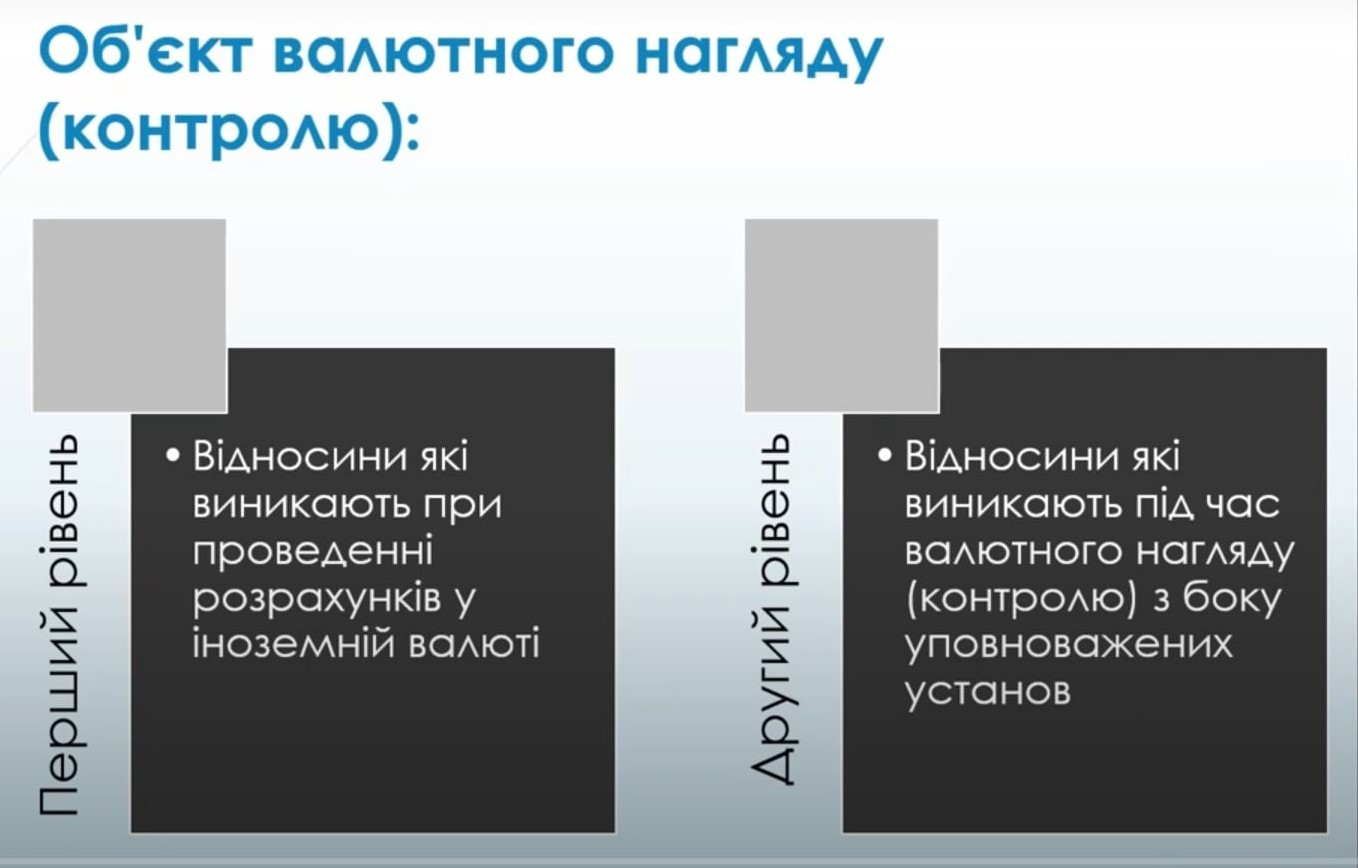 Об'єкт валютного нагляду
(контролю):
Перший рівень
• Відносини які
виникають при
проведенні
розрахунків у
іноземній валюті
Другий рівень
• Відносини які
виникають під час
валютного нагляду
(контролю) з боку
уповноважених
установ